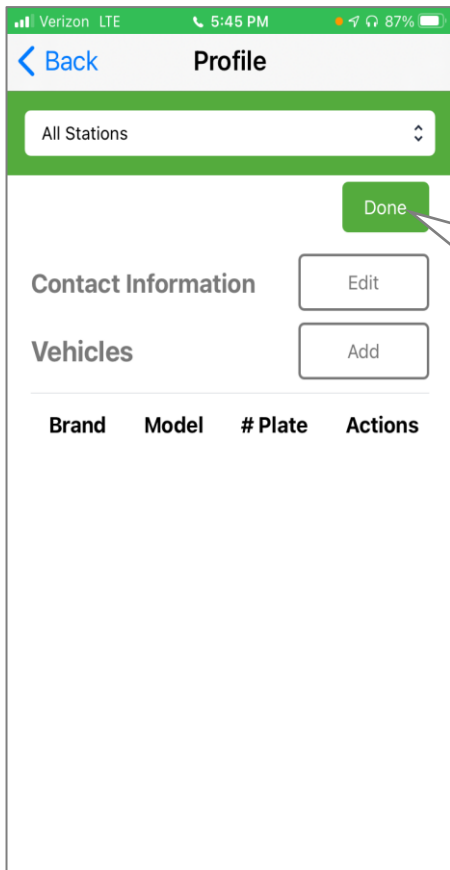 Verizon LTE 5:45 PM 87%
Back Profile
All Stations
Done
Contact Information Edit
Vehicles Add
Brand Model # Plate Actions